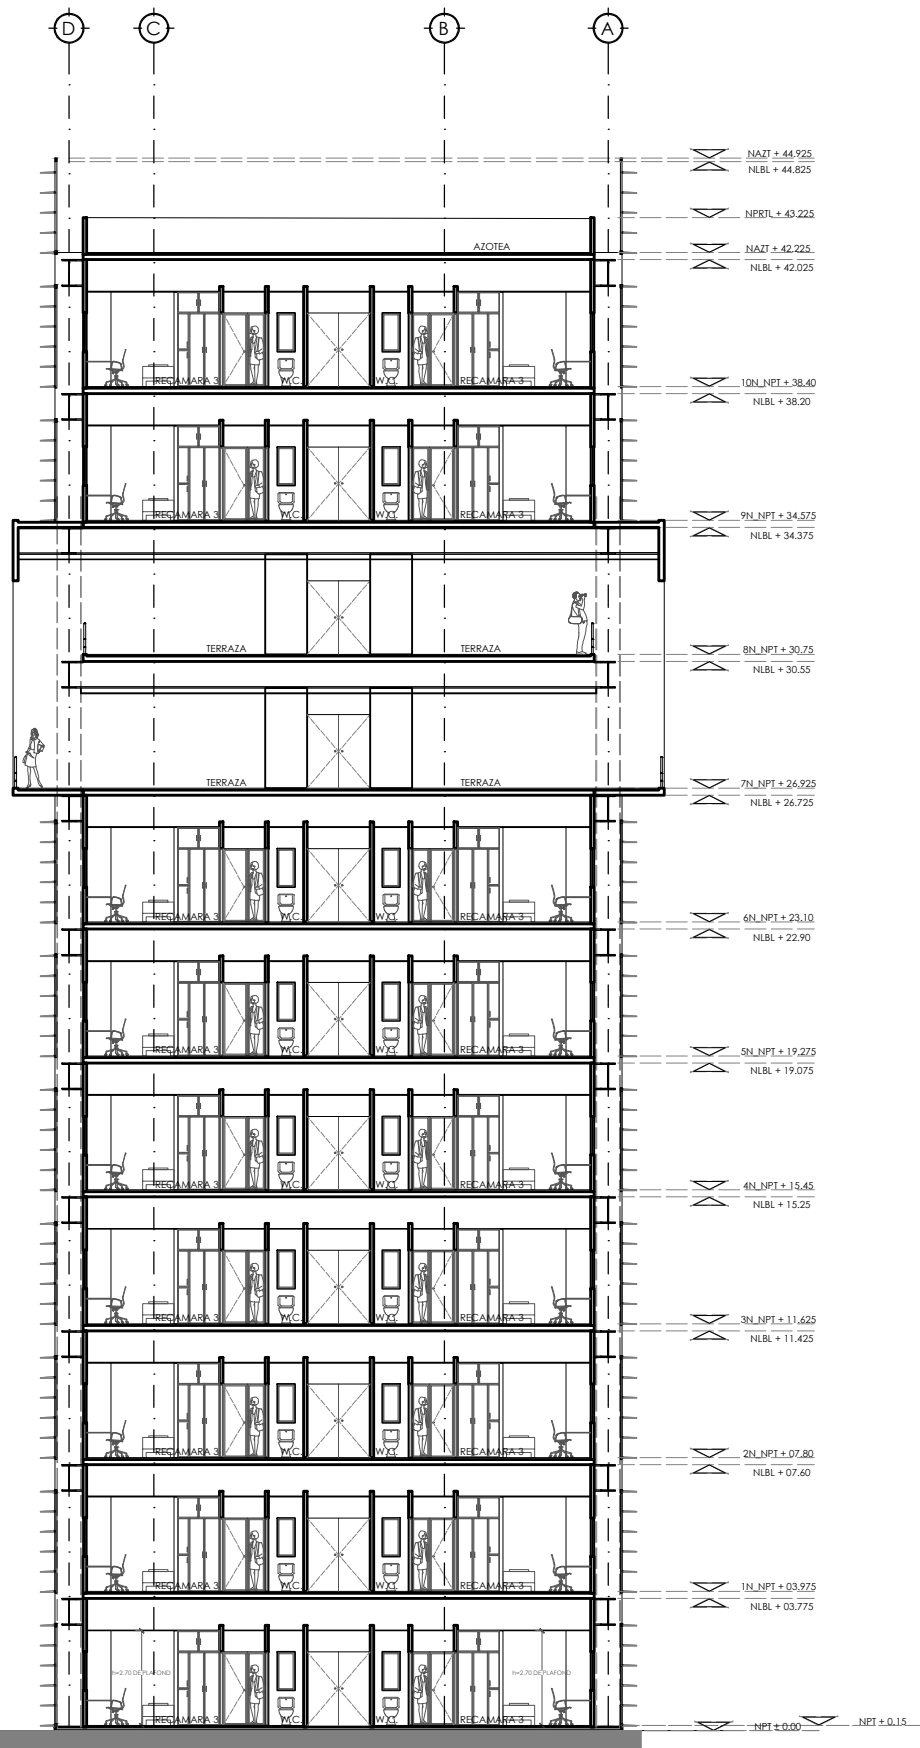 D C B A
NAZT + 44.925
NLBL + 44.825
NPRTL + 43.225
AZOTEA
NAZT + 42.225
NLBL + 42.025
RECAMARA 3 W.C. W.C. RECAMARA 3
10N_NPT + 38.40
NLBL + 38.20
RECAMARA 3 W.C. W.C. RECAMARA 3
9N_NPT + 34.575
NLBL + 34.375
TERRAZA TERRAZA
8N_NPT + 30.75
NLBL + 30.55
TERRAZA TERRAZA
7N_NPT + 26.925
NLBL + 26.725
RECAMARA 3 W.C. W.C. RECAMARA 3
6N_NPT + 23.10
NLBL + 22.90
RECAMARA 3 W.C. W.C. RECAMARA 3
5N_NPT + 19.275
NLBL + 19.075
RECAMARA 3 W.C. W.C. RECAMARA 3
4N_NPT + 15.45
NLBL + 15.25
RECAMARA 3 W.C. W.C. RECAMARA 3
3N_NPT + 11.625
NLBL + 11.425
RECAMARA 3 W.C. W.C. RECAMARA 3
2N_NPT + 07.80
NLBL + 07.60
RECAMARA 3 W.C. W.C. RECAMARA 3
1N_NPT + 03.975
NLBL + 03.775
h=2.70 DE PLAFOND h=2.70 DE PLAFOND
RECAMARA 3 W.C. W.C. RECAMARA 3
NPT ± 0.00 NPT + 0.15